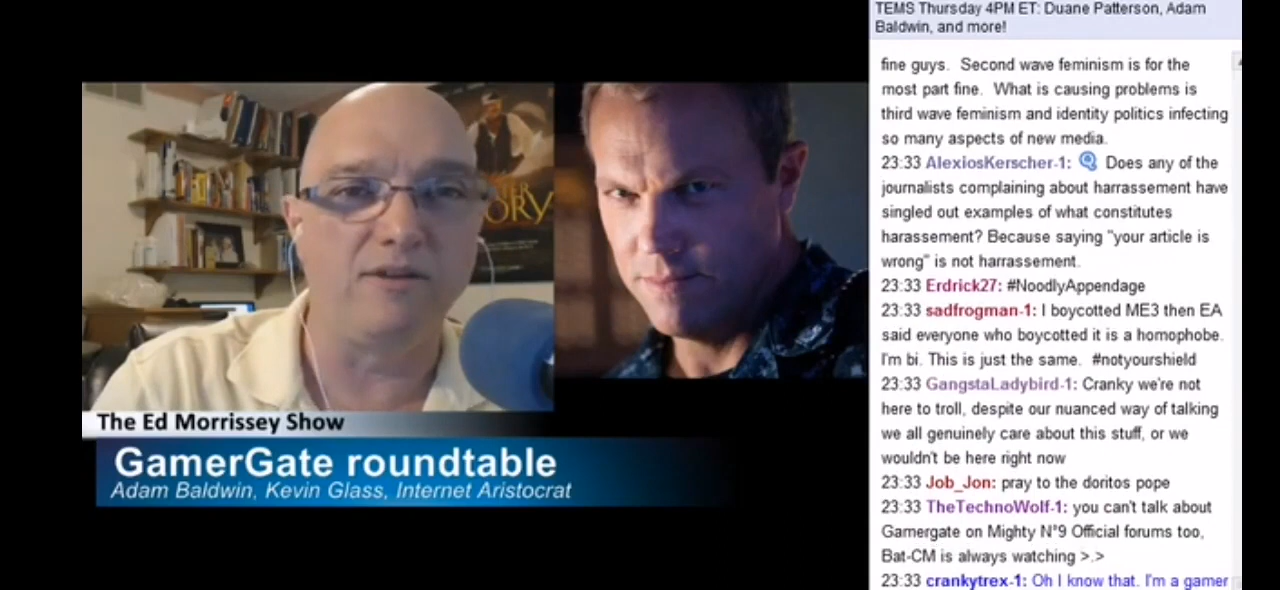 TEMS Thursday 4PM ET: Duane Patterson, Adam
Baldwin, and more!
fine guys. Second wave feminism is for the
most part fine. What is causing problems is
third wave feminism and identity politics infecting
so many aspects of new media.
23:33 AlexiosKerscher-1: Does any of the
journalists complaining about harrassement have
singled out examples of what constitutes
harassement? Because saying "your article is
wrong" is not harrassement.
23:33 Erdrick27: #NoodlyAppendage
23:33 sadfrogman-1: I boycotted ME3 then EA
said everyone who boycotted it is a homophobe.
I'm bi. This is just the same. #notyourshield
23:33 GangstaLadybird-1: Cranky we're not
here to troll, despite our nuanced way of talking
we all genuinely care about this stuff, or we
wouldn't be here right now
23:33 Job_Jon: pray to the doritos pope
23:33 TheTechnoWolf-1: you can't talk about
Gamergate on Mighty N°9 Official forums too,
Bat-CM is always watching >.>
23:33 crankytrex-1: Oh I know that. I'm a gamer
The Ed Morrissey Show
GamerGate roundtable
Adam Baldwin, Kevin Glass, Internet Aristocrat